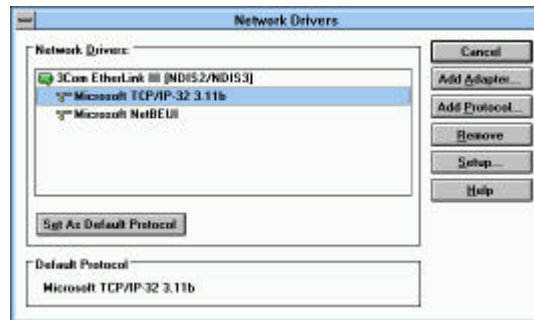 Network Drivers
Network Drivers:
Cancel
3Com EtherLink III [NDIS2/NDIS3]
Add Adapter...
Microsoft TCP/IP-32 3.11b
Add Protocol...
Microsoft NetBEUI
Remove
Setup...
Help
Set As Default Protocol
Default Protocol
Microsoft TCP/IP-32 3.11b